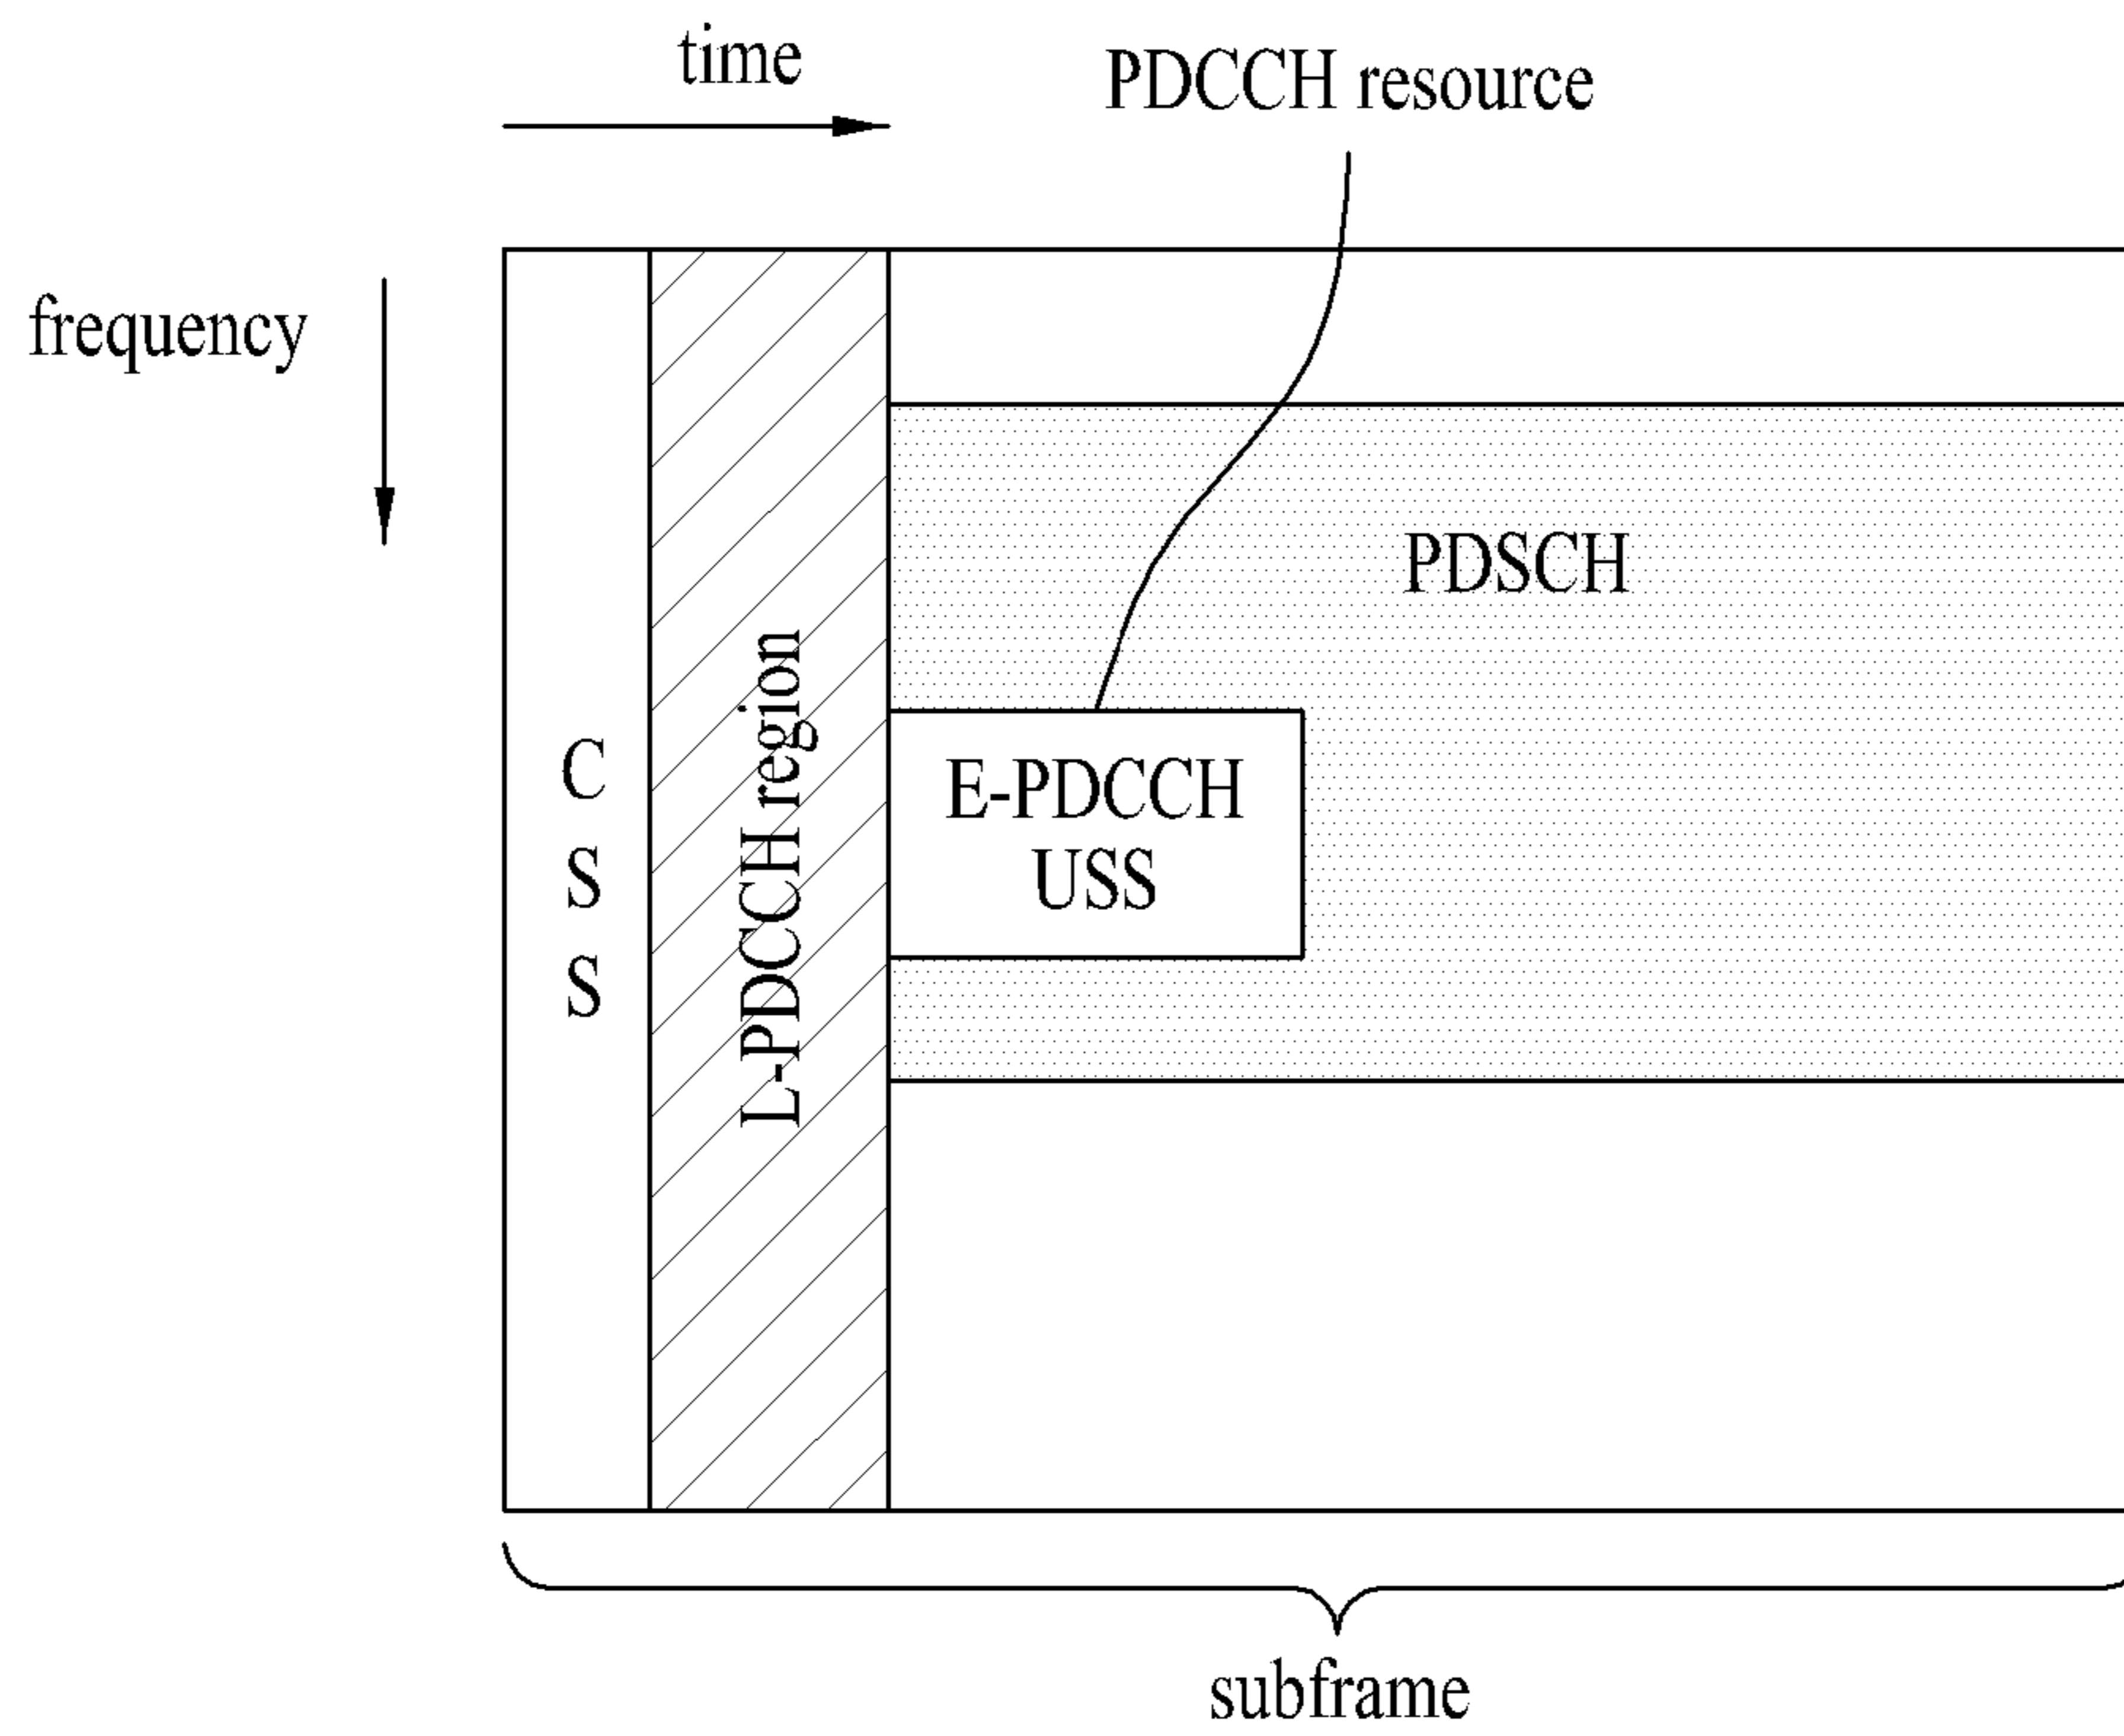 time
PDCCH resource
frequency
PDSCH
C
S
S
L-PDCCH region
E-PDCCH
USS
subframe